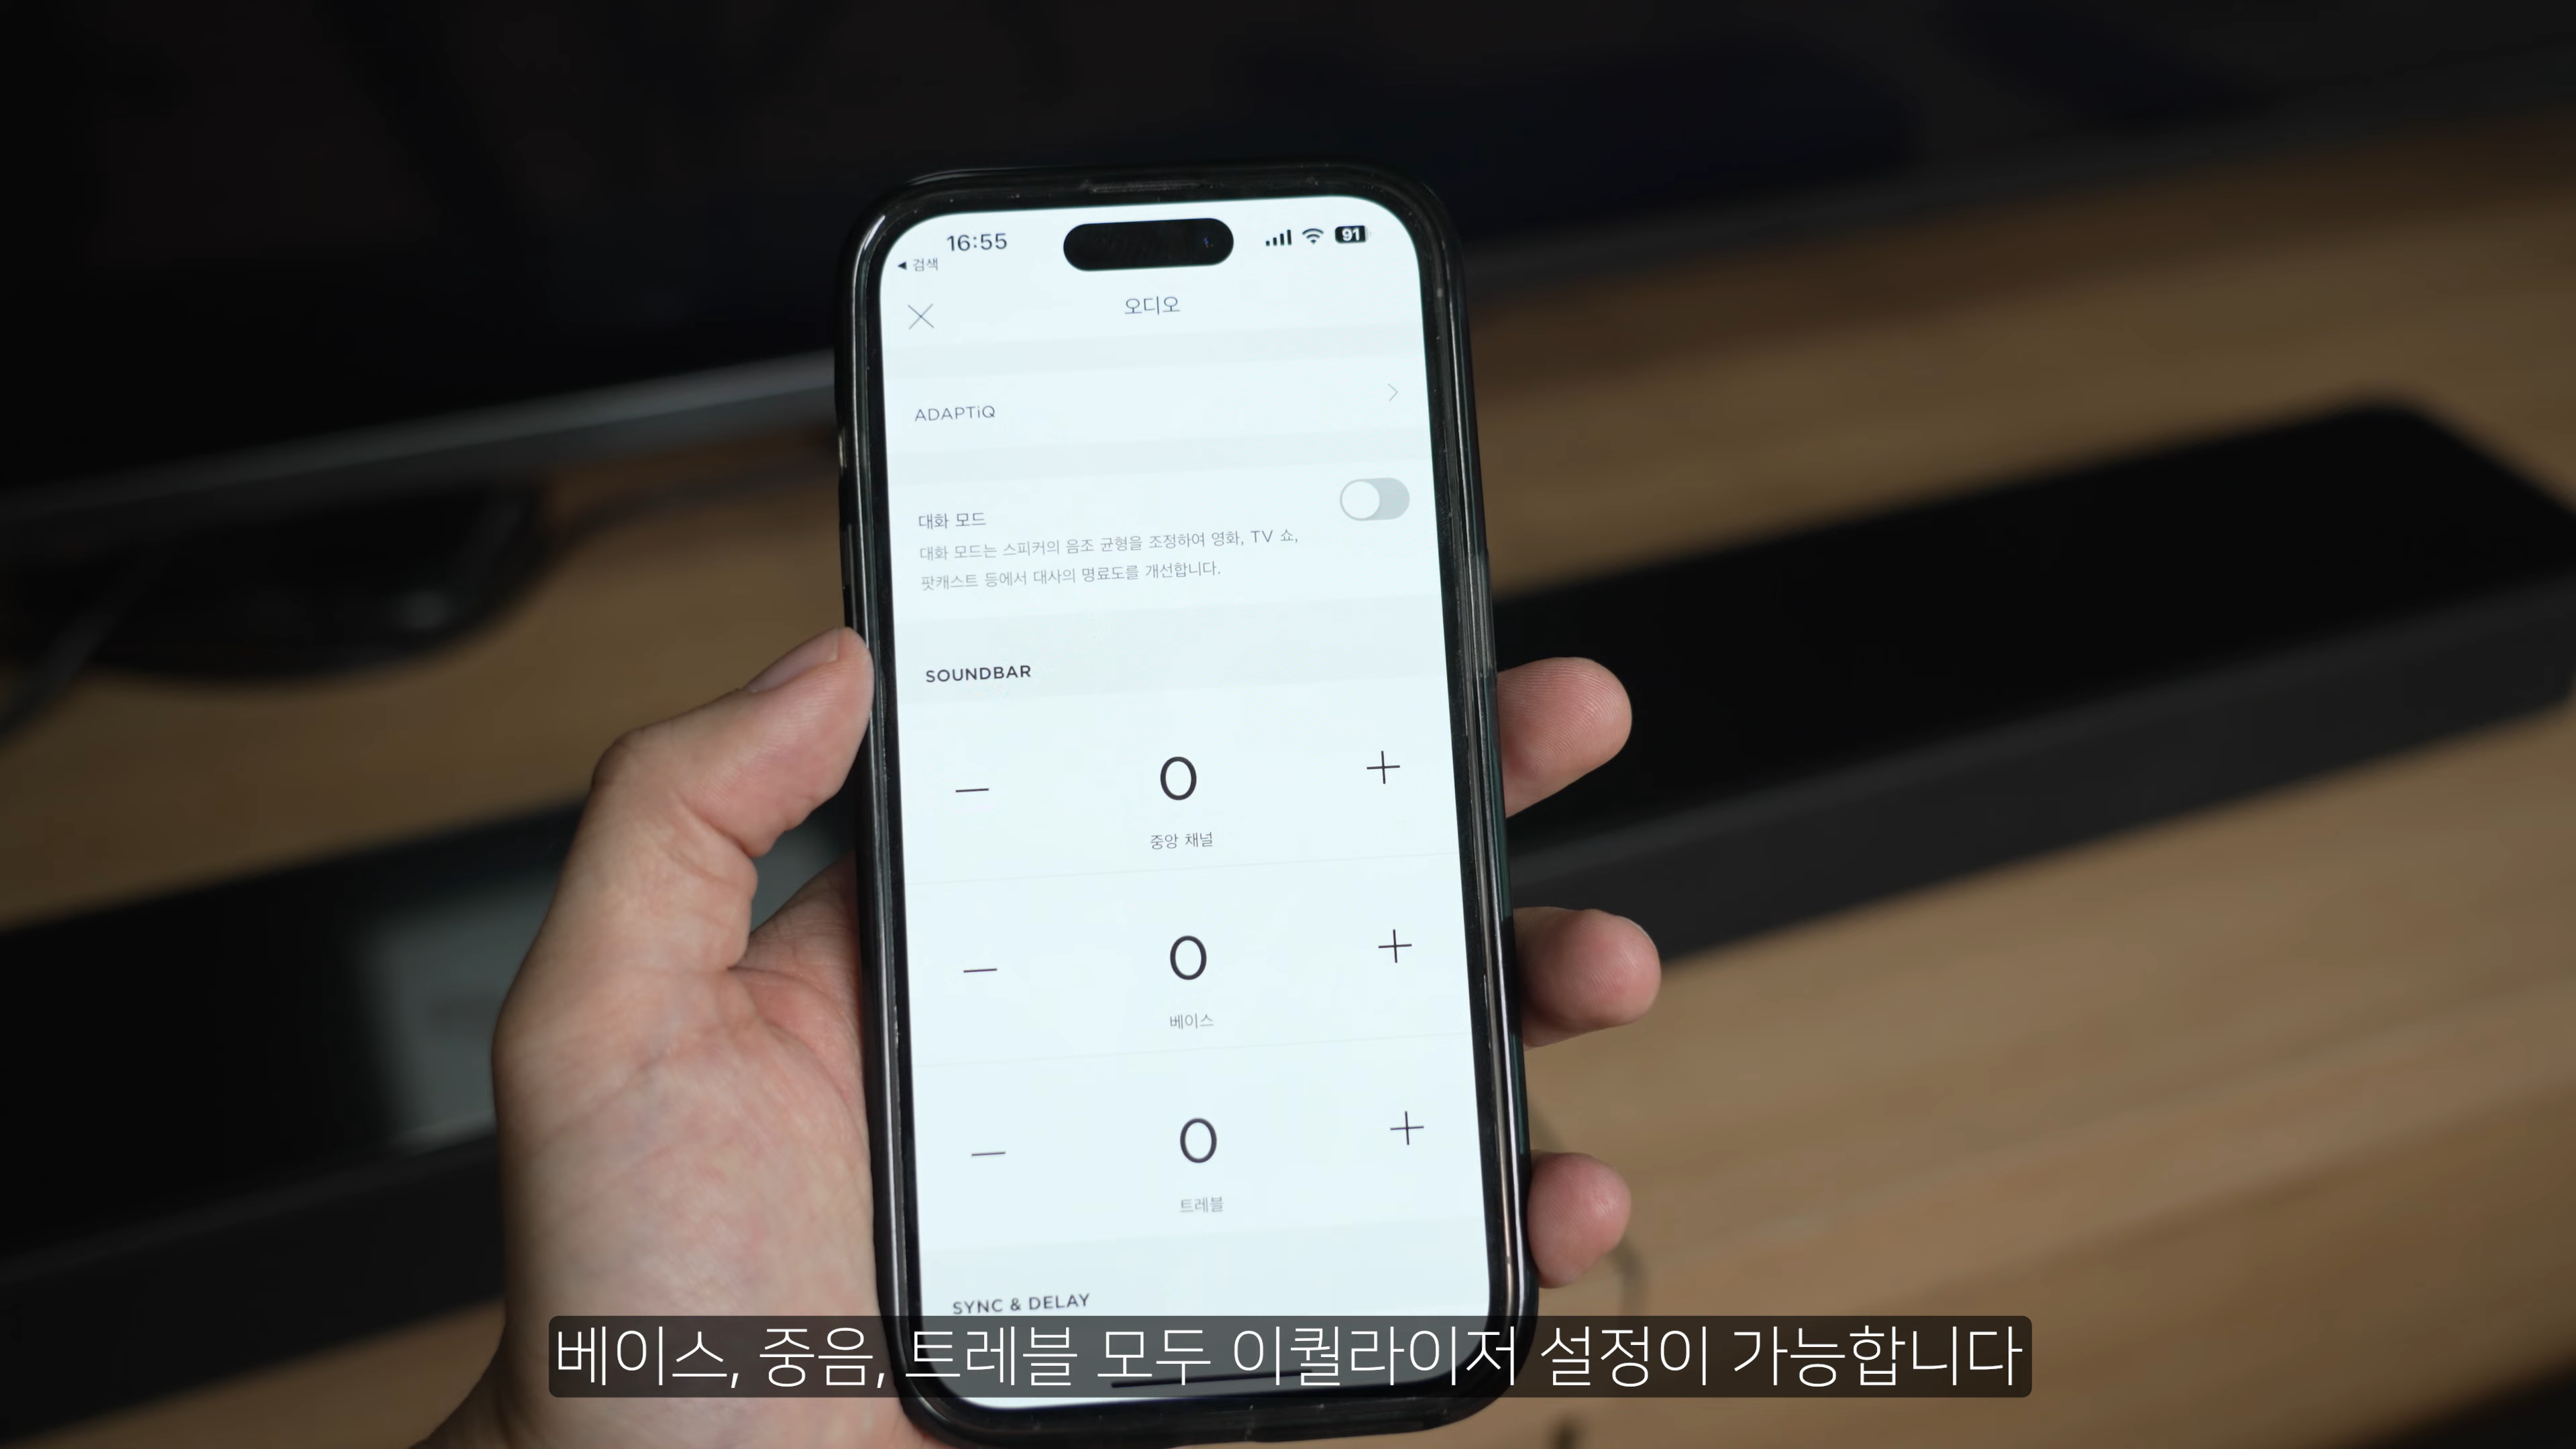 16:55
91
◀ 검색
오디오
ADAPTiQ
대화 모드
대화 모드는 스피커의 음조 균형을 조정하여 영화, TV 쇼,
팟캐스트 등에서 대사의 명료도를 개선합니다.
SOUNDBAR
— 0 +
중앙 채널
— 0 +
베이스
— 0 +
트레블
SYNC & DELAY
베이스, 중음, 트레블 모두 이퀄라이저 설정이 가능합니다